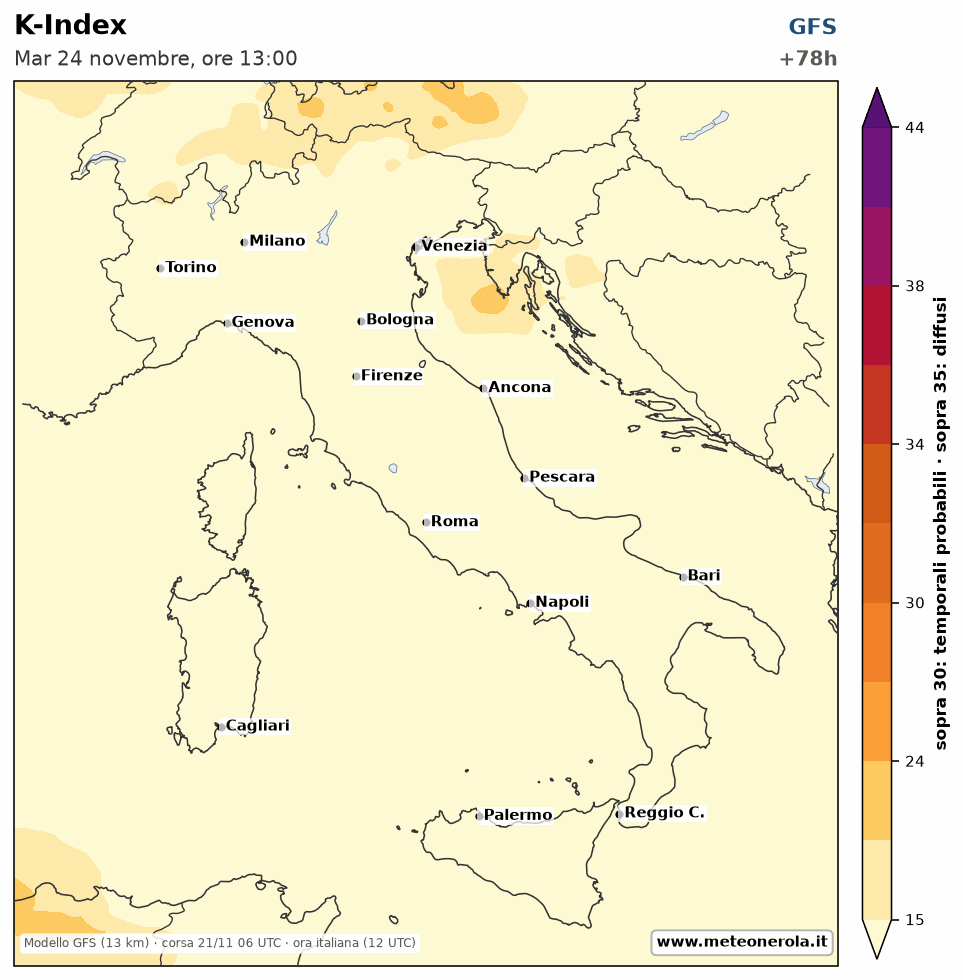 K-Index
GFS
Mar 24 novembre, ore 13:00
+78h
44
38
34
30
24
15
sopra 30: temporali probabili · sopra 35: diffusi
Milano
Venezia
Torino
Genova
Bologna
Firenze
Ancona
Pescara
Roma
Bari
Napoli
Cagliari
Palermo
Reggio C.
Modello GFS (13 km) · corsa 21/11 06 UTC · ora italiana (12 UTC)
www.meteonerola.it